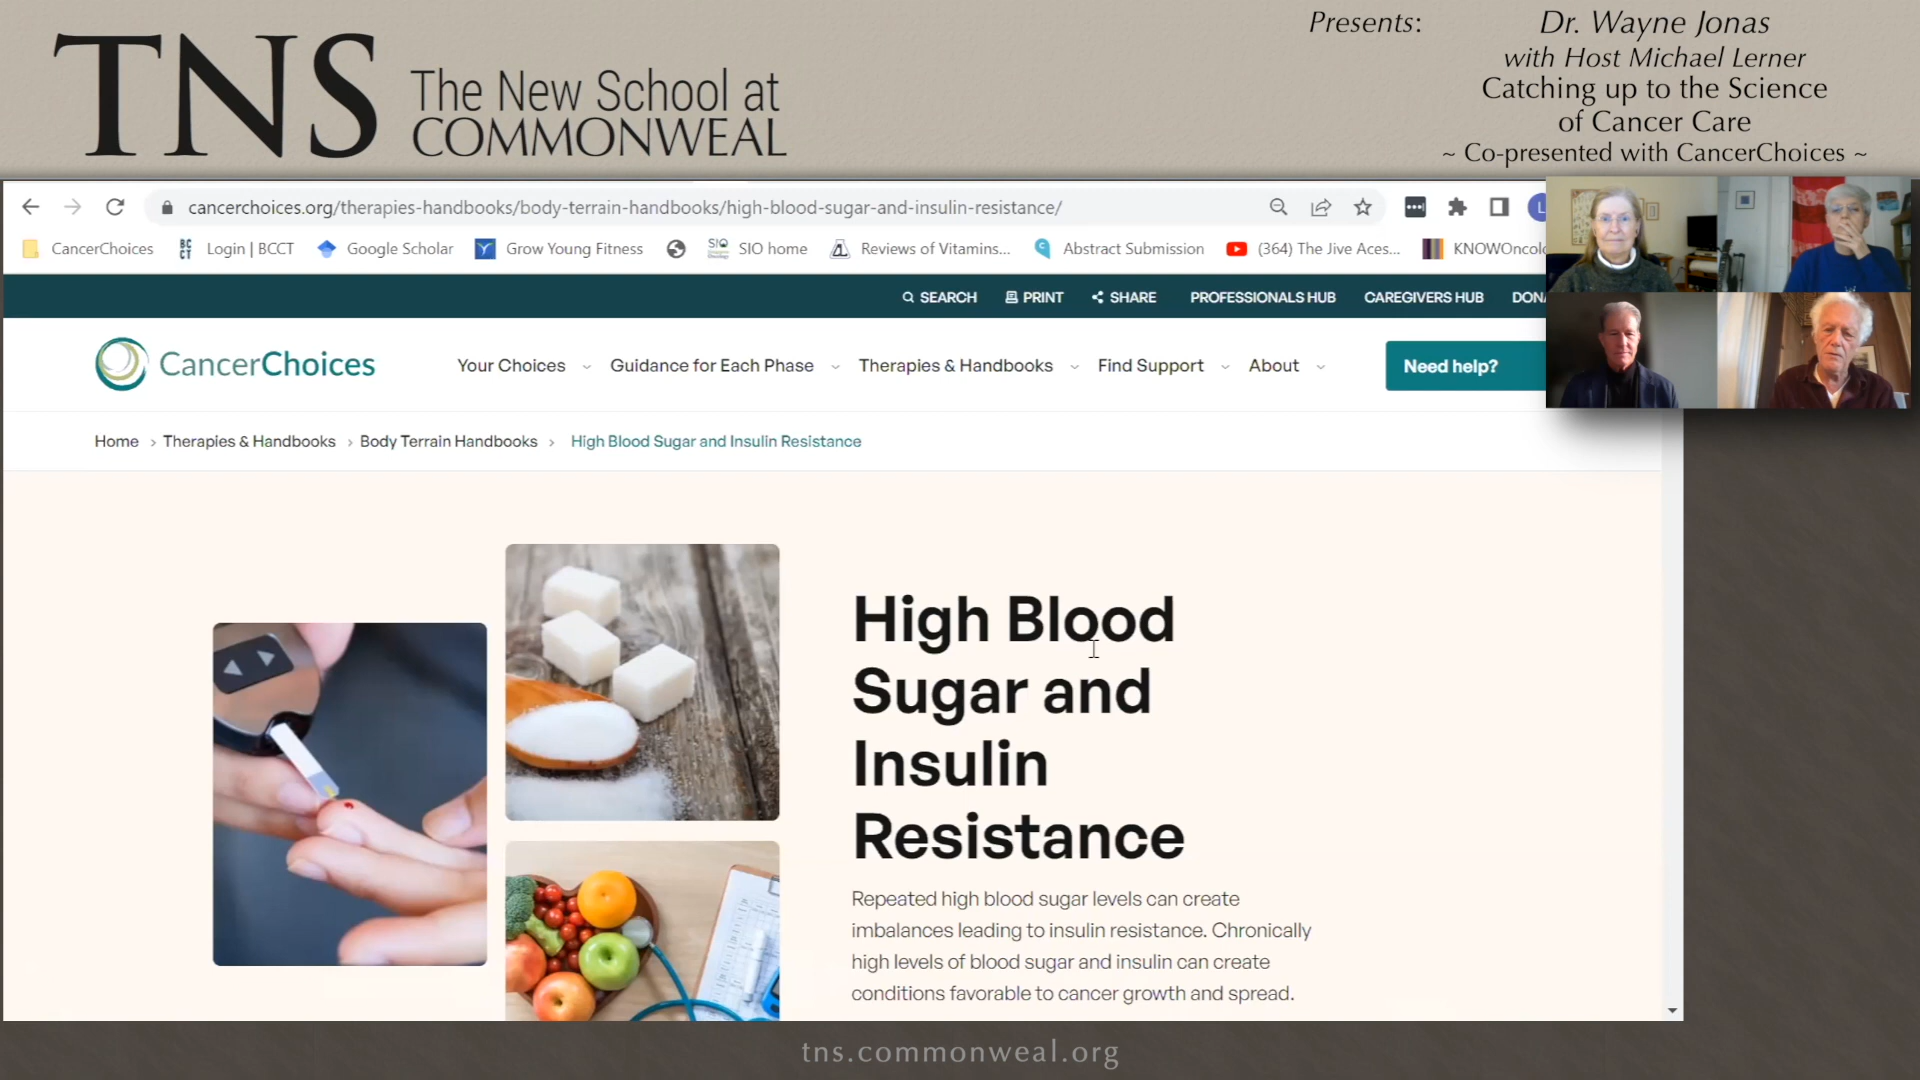 TNS
The New School at
COMMONWEAL
Presents:
Dr. Wayne Jonas
with Host Michael Lerner
Catching up to the Science
of Cancer Care
~ Co-presented with CancerChoices ~
cancerchoices.org/therapies-handbooks/body-terrain-handbooks/high-blood-sugar-and-insulin-resistance/
CancerChoices
BC CT Login | BCCT
Google Scholar
Grow Young Fitness
SIO SIO home
Reviews of Vitamins...
Abstract Submission
(364) The Jive Aces...
KNOWOncolo
SEARCH PRINT SHARE PROFESSIONALS HUB CAREGIVERS HUB DON
CancerChoices
Your Choices Guidance for Each Phase Therapies & Handbooks Find Support About
Need help?
Home > Therapies & Handbooks > Body Terrain Handbooks > High Blood Sugar and Insulin Resistance
High Blood
Sugar and
Insulin
Resistance
Repeated high blood sugar levels can create
imbalances leading to insulin resistance. Chronically
high levels of blood sugar and insulin can create
conditions favorable to cancer growth and spread.
tns.commonweal.org